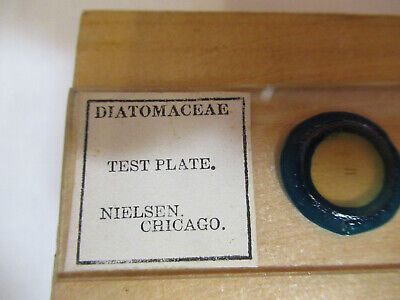 DIATOMACEAE
TEST PLATE.
NIELSEN.
CHICAGO.